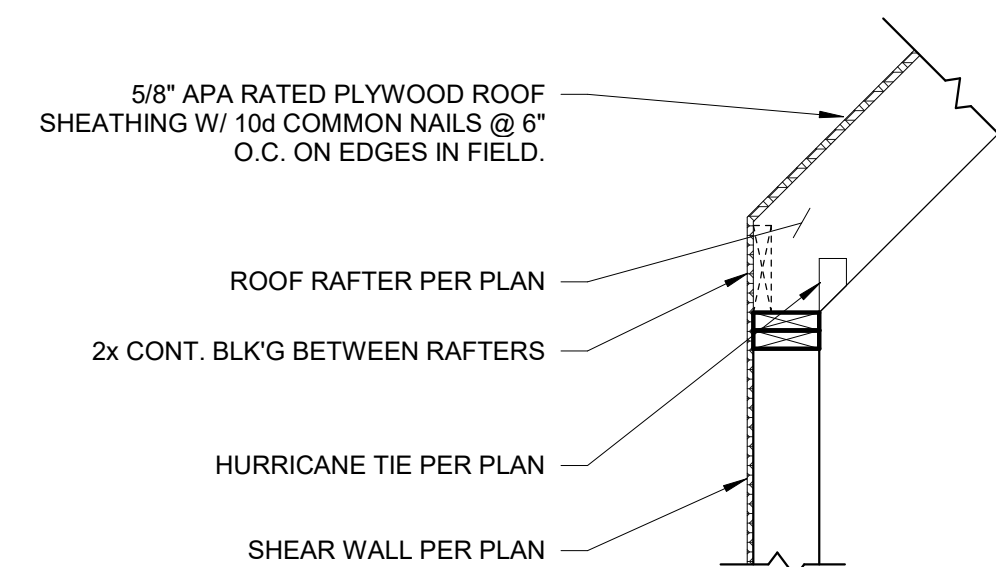 5/8" APA RATED PLYWOOD ROOF
SHEATHING W/ 10d COMMON NAILS @ 6"
O.C. ON EDGES IN FIELD.
ROOF RAFTER PER PLAN
2x CONT. BLK'G BETWEEN RAFTERS
HURRICANE TIE PER PLAN
SHEAR WALL PER PLAN